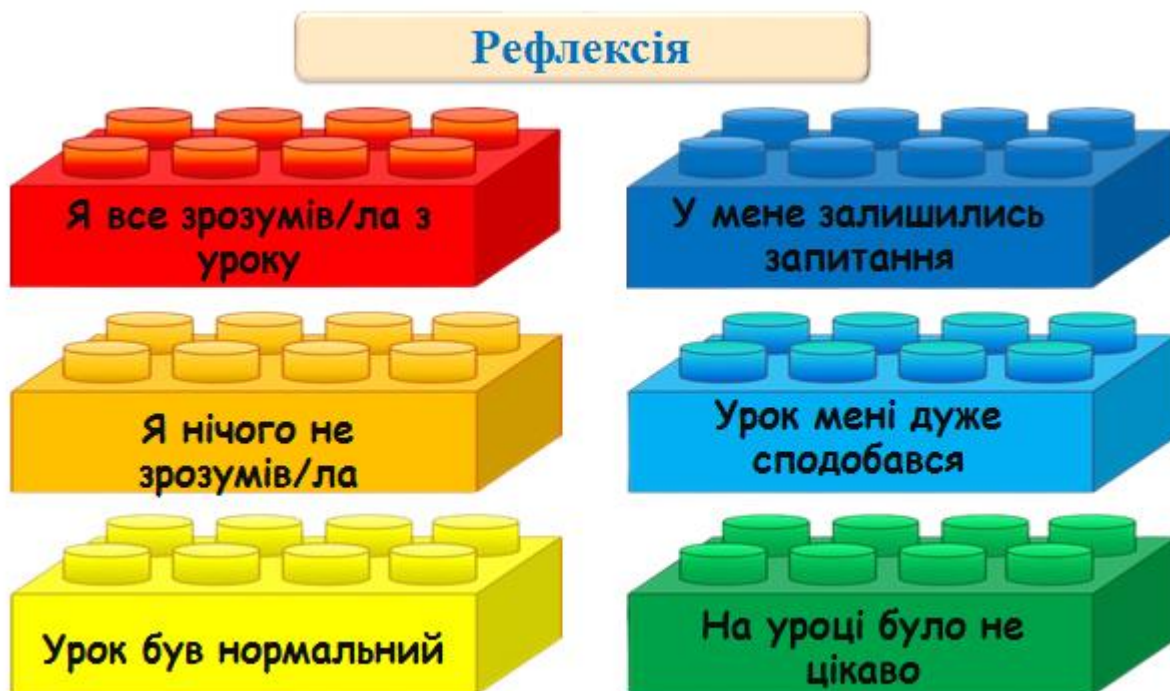 Рефлексія
Я все зрозумів/ла з
уроку
У мене залишились
запитання
Я нічого не
зрозумів/ла
Урок мені дуже
сподобався
Урок був нормальний
На уроці було не
цікаво